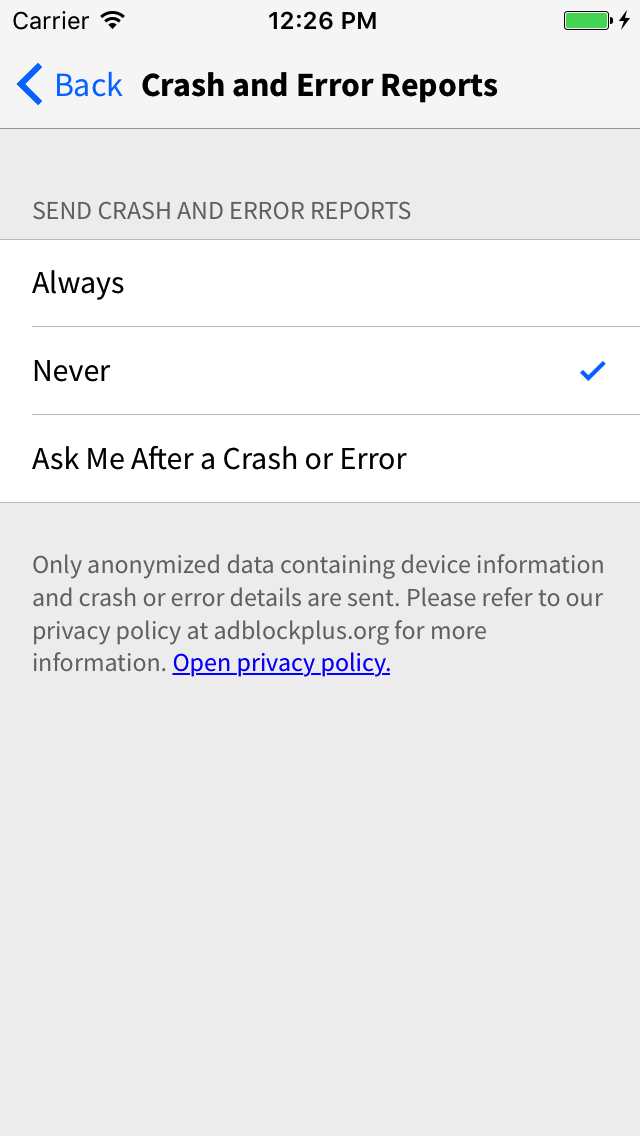 Carrier 12:26 PM
Back Crash and Error Reports
SEND CRASH AND ERROR REPORTS
Always
Never
Ask Me After a Crash or Error
Only anonymized data containing device information
and crash or error details are sent. Please refer to our
privacy policy at adblockplus.org for more
information. Open privacy policy.